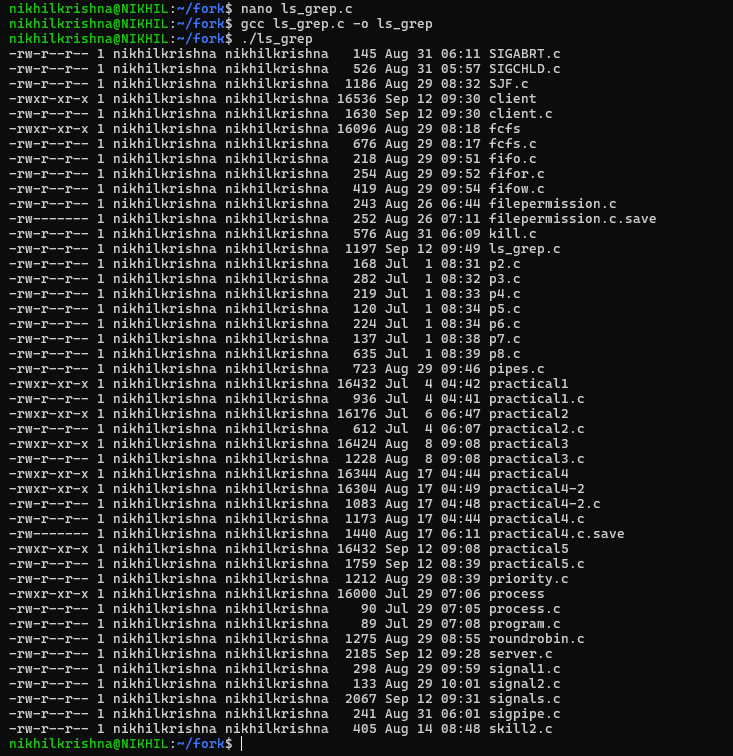 nikhilkrishna@NIKHIL:~/fork$ nano ls_grep.c
nikhilkrishna@NIKHIL:~/fork$ gcc ls_grep.c -o ls_grep
nikhilkrishna@NIKHIL:~/fork$ ./ls_grep
-rw-r--r-- 1 nikhilkrishna nikhilkrishna   145 Aug 31 06:11 SIGABRT.c
-rw-r--r-- 1 nikhilkrishna nikhilkrishna   526 Aug 31 05:57 SIGCHLD.c
-rw-r--r-- 1 nikhilkrishna nikhilkrishna  1186 Aug 29 08:32 SJF.c
-rwxr-xr-x 1 nikhilkrishna nikhilkrishna 16536 Sep 12 09:30 client
-rw-r--r-- 1 nikhilkrishna nikhilkrishna  1630 Sep 12 09:30 client.c
-rwxr-xr-x 1 nikhilkrishna nikhilkrishna 16096 Aug 29 08:18 fcfs
-rw-r--r-- 1 nikhilkrishna nikhilkrishna   676 Aug 29 08:17 fcfs.c
-rw-r--r-- 1 nikhilkrishna nikhilkrishna   218 Aug 29 09:51 fifo.c
-rw-r--r-- 1 nikhilkrishna nikhilkrishna   254 Aug 29 09:52 fifor.c
-rw-r--r-- 1 nikhilkrishna nikhilkrishna   419 Aug 29 09:54 fifow.c
-rw-r--r-- 1 nikhilkrishna nikhilkrishna   243 Aug 26 06:44 filepermission.c
-rw------- 1 nikhilkrishna nikhilkrishna   252 Aug 26 07:11 filepermission.c.save
-rw-r--r-- 1 nikhilkrishna nikhilkrishna   576 Aug 31 06:09 kill.c
-rw-r--r-- 1 nikhilkrishna nikhilkrishna  1197 Sep 12 09:49 ls_grep.c
-rw-r--r-- 1 nikhilkrishna nikhilkrishna   168 Jul  1 08:31 p2.c
-rw-r--r-- 1 nikhilkrishna nikhilkrishna   282 Jul  1 08:32 p3.c
-rw-r--r-- 1 nikhilkrishna nikhilkrishna   219 Jul  1 08:33 p4.c
-rw-r--r-- 1 nikhilkrishna nikhilkrishna   120 Jul  1 08:34 p5.c
-rw-r--r-- 1 nikhilkrishna nikhilkrishna   224 Jul  1 08:34 p6.c
-rw-r--r-- 1 nikhilkrishna nikhilkrishna   137 Jul  1 08:38 p7.c
-rw-r--r-- 1 nikhilkrishna nikhilkrishna   635 Jul  1 08:39 p8.c
-rw-r--r-- 1 nikhilkrishna nikhilkrishna   723 Aug 29 09:46 pipes.c
-rwxr-xr-x 1 nikhilkrishna nikhilkrishna 16432 Jul  4 04:42 practical1
-rw-r--r-- 1 nikhilkrishna nikhilkrishna   936 Jul  4 04:41 practical1.c
-rwxr-xr-x 1 nikhilkrishna nikhilkrishna 16176 Jul  6 06:47 practical2
-rw-r--r-- 1 nikhilkrishna nikhilkrishna   612 Jul  4 06:07 practical2.c
-rwxr-xr-x 1 nikhilkrishna nikhilkrishna 16424 Aug  8 09:08 practical3
-rw-r--r-- 1 nikhilkrishna nikhilkrishna  1228 Aug  8 09:08 practical3.c
-rwxr-xr-x 1 nikhilkrishna nikhilkrishna 16344 Aug 17 04:44 practical4
-rwxr-xr-x 1 nikhilkrishna nikhilkrishna 16304 Aug 17 04:49 practical4-2
-rw-r--r-- 1 nikhilkrishna nikhilkrishna  1083 Aug 17 04:48 practical4-2.c
-rw-r--r-- 1 nikhilkrishna nikhilkrishna  1173 Aug 17 04:44 practical4.c
-rw------- 1 nikhilkrishna nikhilkrishna  1440 Aug 17 06:11 practical4.c.save
-rwxr-xr-x 1 nikhilkrishna nikhilkrishna 16432 Sep 12 09:08 practical5
-rw-r--r-- 1 nikhilkrishna nikhilkrishna  1759 Sep 12 08:39 practical5.c
-rw-r--r-- 1 nikhilkrishna nikhilkrishna  1212 Aug 29 08:39 priority.c
-rwxr-xr-x 1 nikhilkrishna nikhilkrishna 16000 Jul 29 07:06 process
-rw-r--r-- 1 nikhilkrishna nikhilkrishna    90 Jul 29 07:05 process.c
-rw-r--r-- 1 nikhilkrishna nikhilkrishna    89 Jul 29 07:08 program.c
-rw-r--r-- 1 nikhilkrishna nikhilkrishna  1275 Aug 29 08:55 roundrobin.c
-rw-r--r-- 1 nikhilkrishna nikhilkrishna  2185 Sep 12 09:28 server.c
-rw-r--r-- 1 nikhilkrishna nikhilkrishna   298 Aug 29 09:59 signal1.c
-rw-r--r-- 1 nikhilkrishna nikhilkrishna   133 Aug 29 10:01 signal2.c
-rw-r--r-- 1 nikhilkrishna nikhilkrishna  2067 Sep 12 09:31 signals.c
-rw-r--r-- 1 nikhilkrishna nikhilkrishna   241 Aug 31 06:01 sigpipe.c
-rw-r--r-- 1 nikhilkrishna nikhilkrishna   405 Aug 14 08:48 skill2.c
nikhilkrishna@NIKHIL:~/fork$